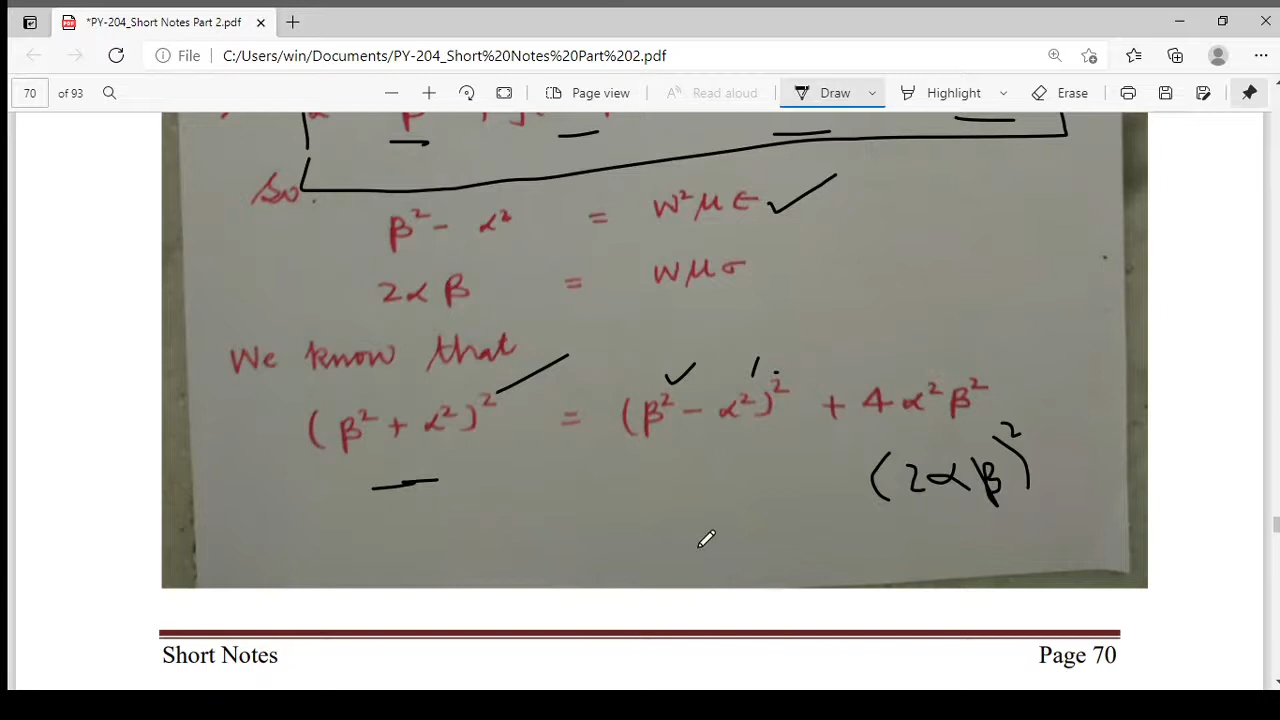 *PY-204_Short Notes Part 2.pdf
File C:/Users/win/Documents/PY-204_Short%20Notes%20Part%202.pdf
70 of 93 Page view Read aloud Draw Highlight Erase
So.
β² - α² = w²με
2αβ = wμσ
We know that
(β² + α²)² = (β² - α²)² + 4α²β²
(2αβ)²
Short Notes Page 70